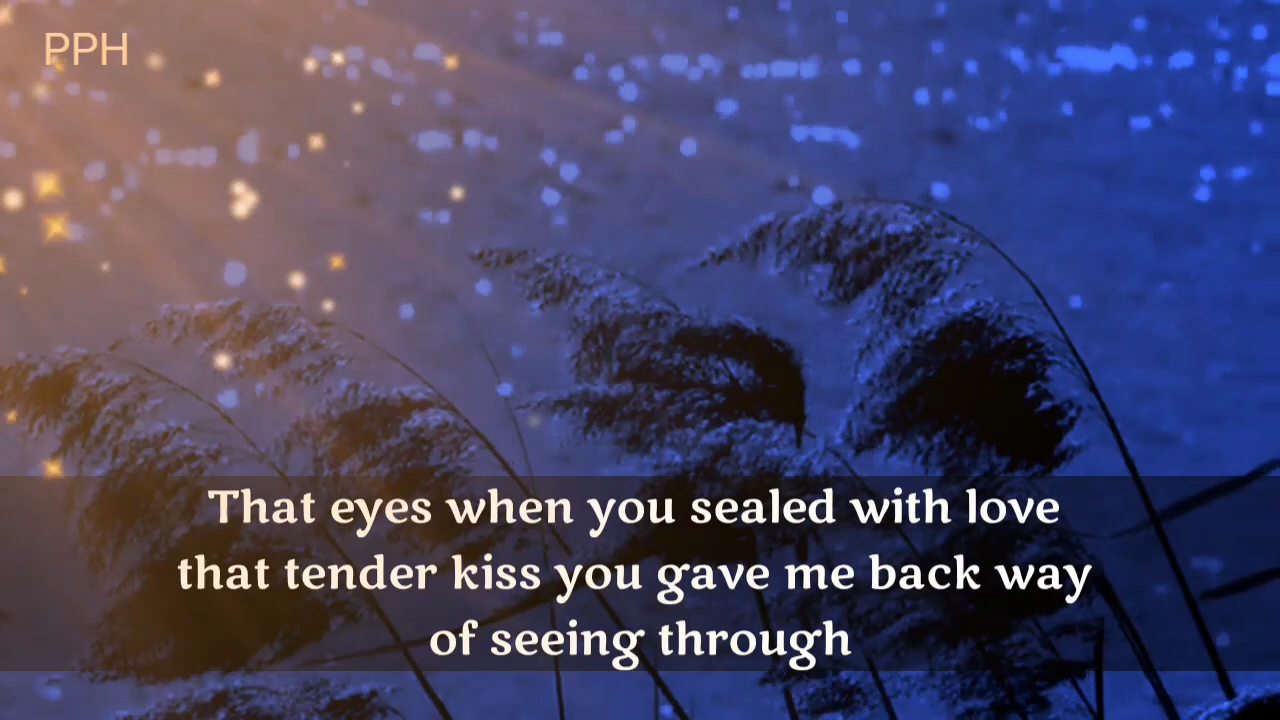 PPH
That eyes when you sealed with love
that tender kiss you gave me back way
of seeing through